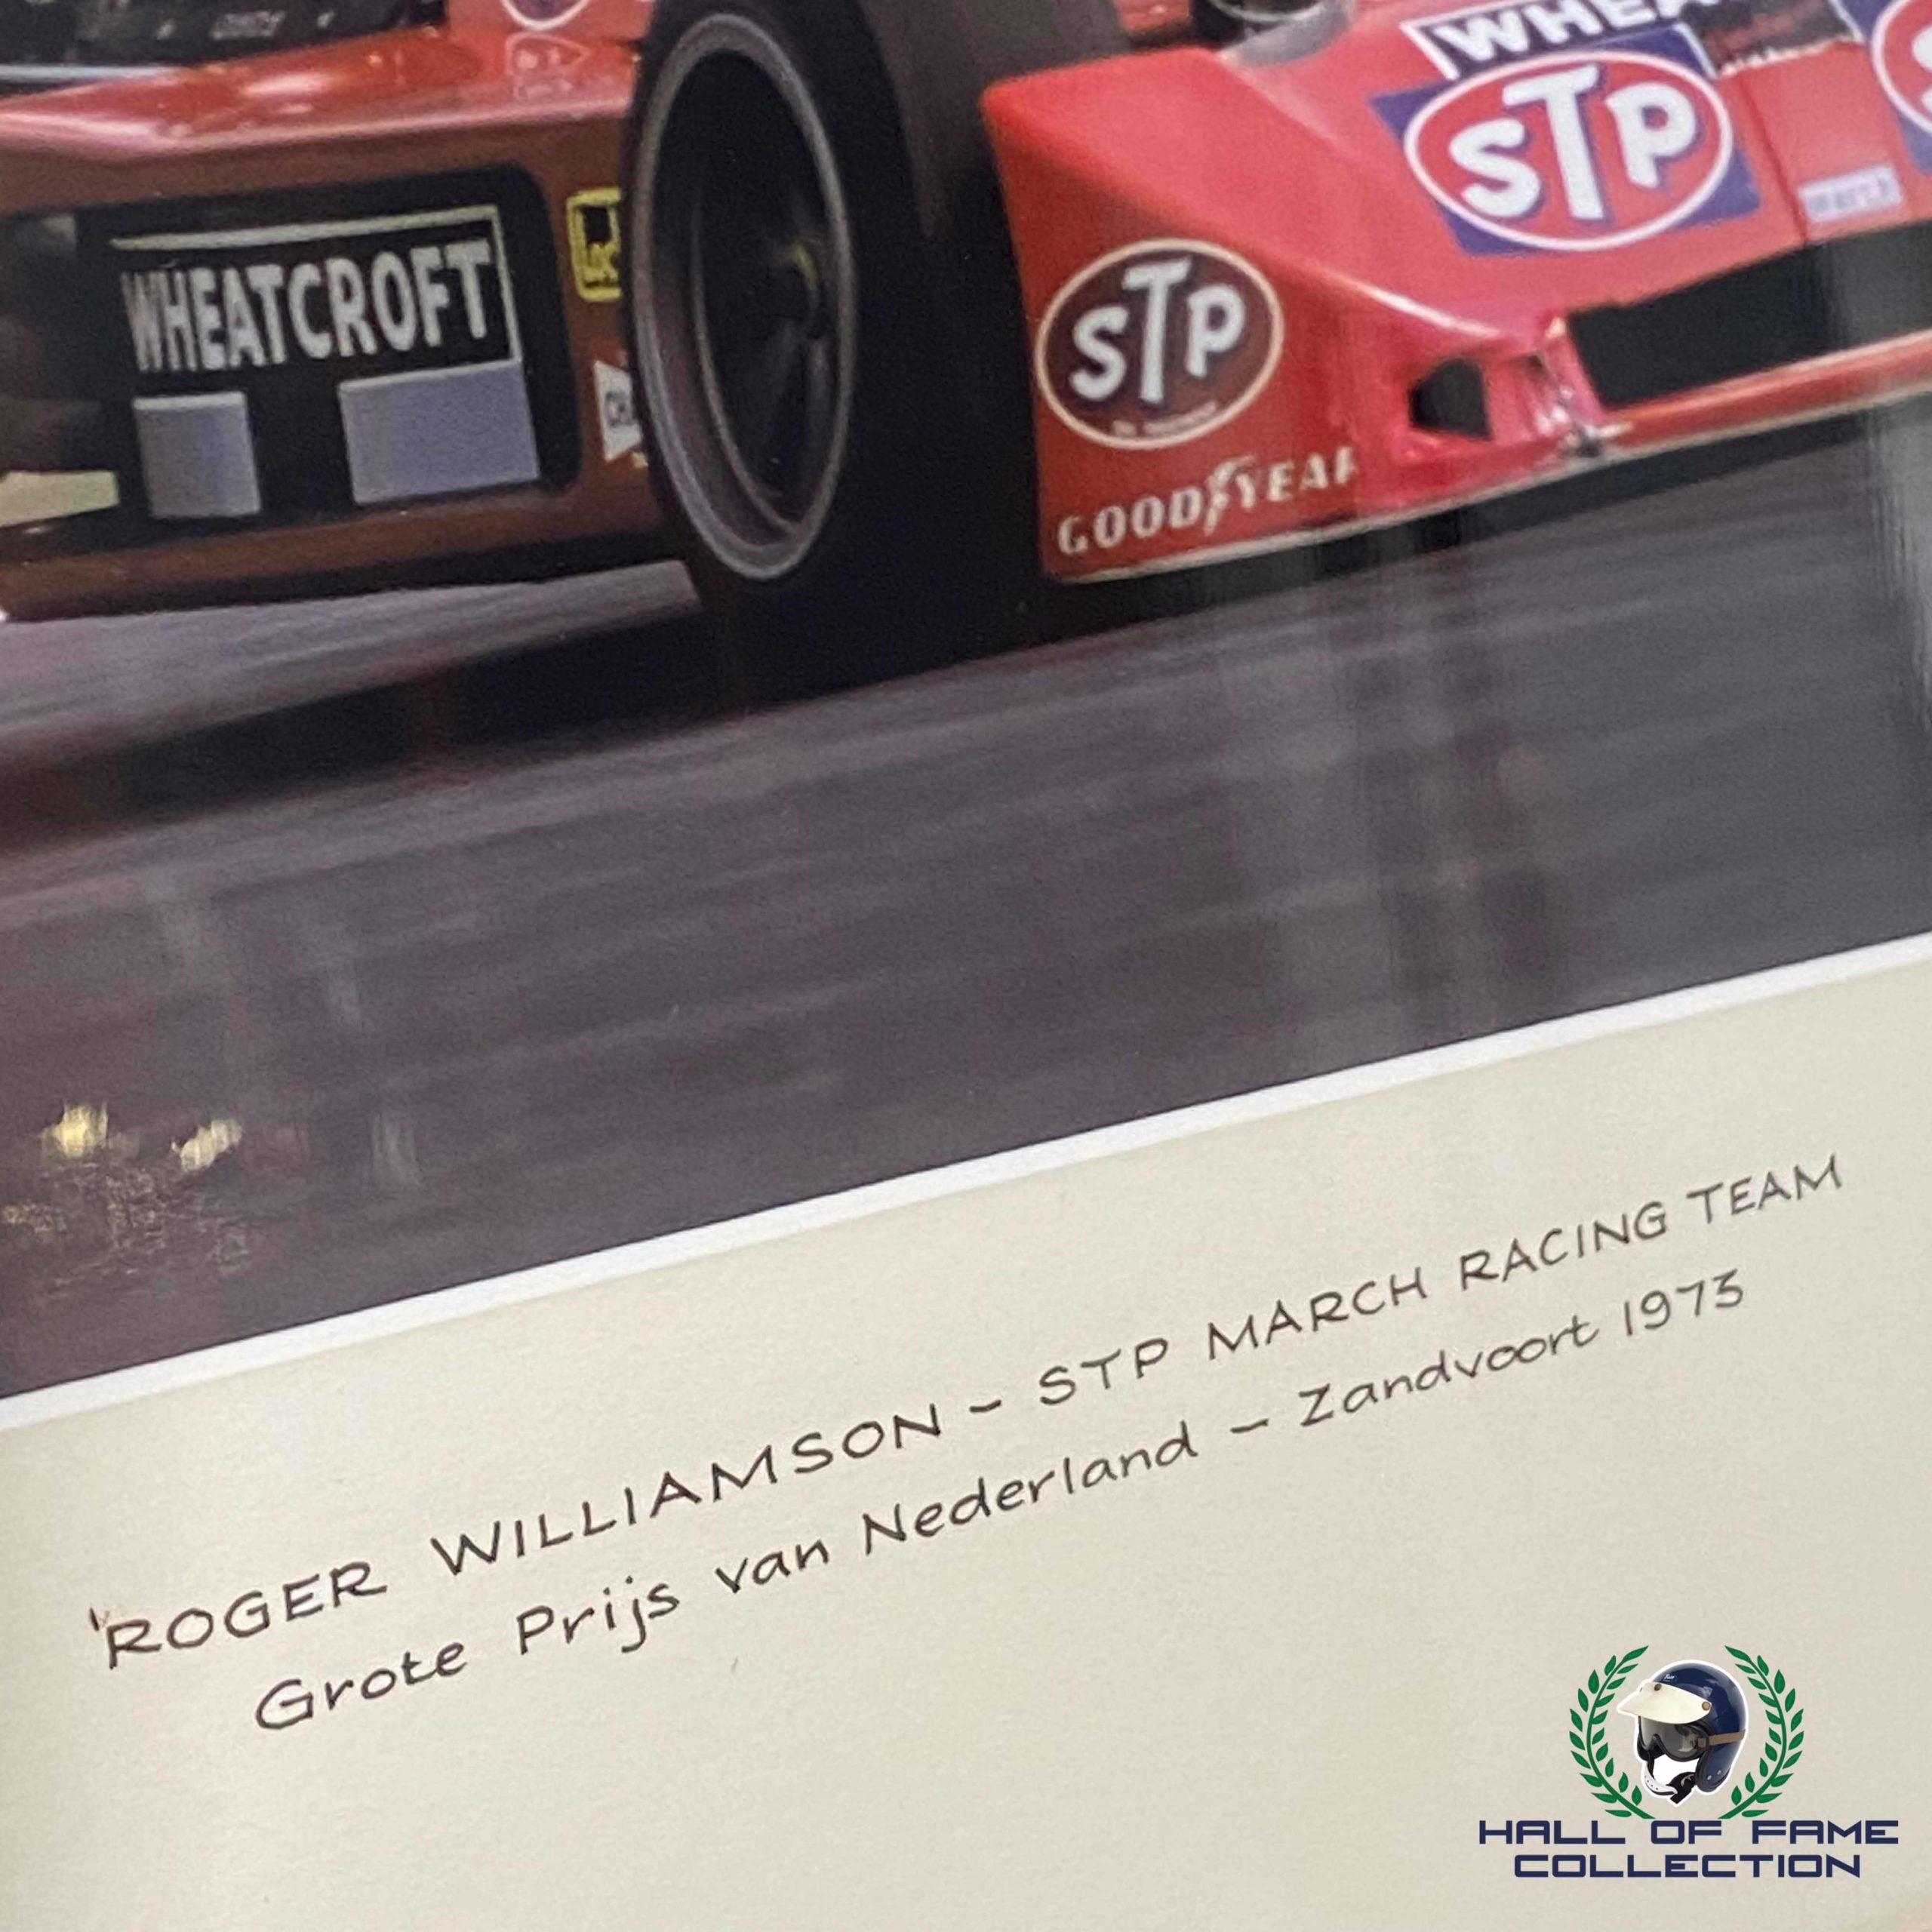 WHEA
STP
WHEATCROFT
STP
GOODYEAR
'ROGER WILLIAMSON - STP MARCH RACING TEAM
Grote Prijs van Nederland - Zandvoort 1973
HALL OF FAME
COLLECTION